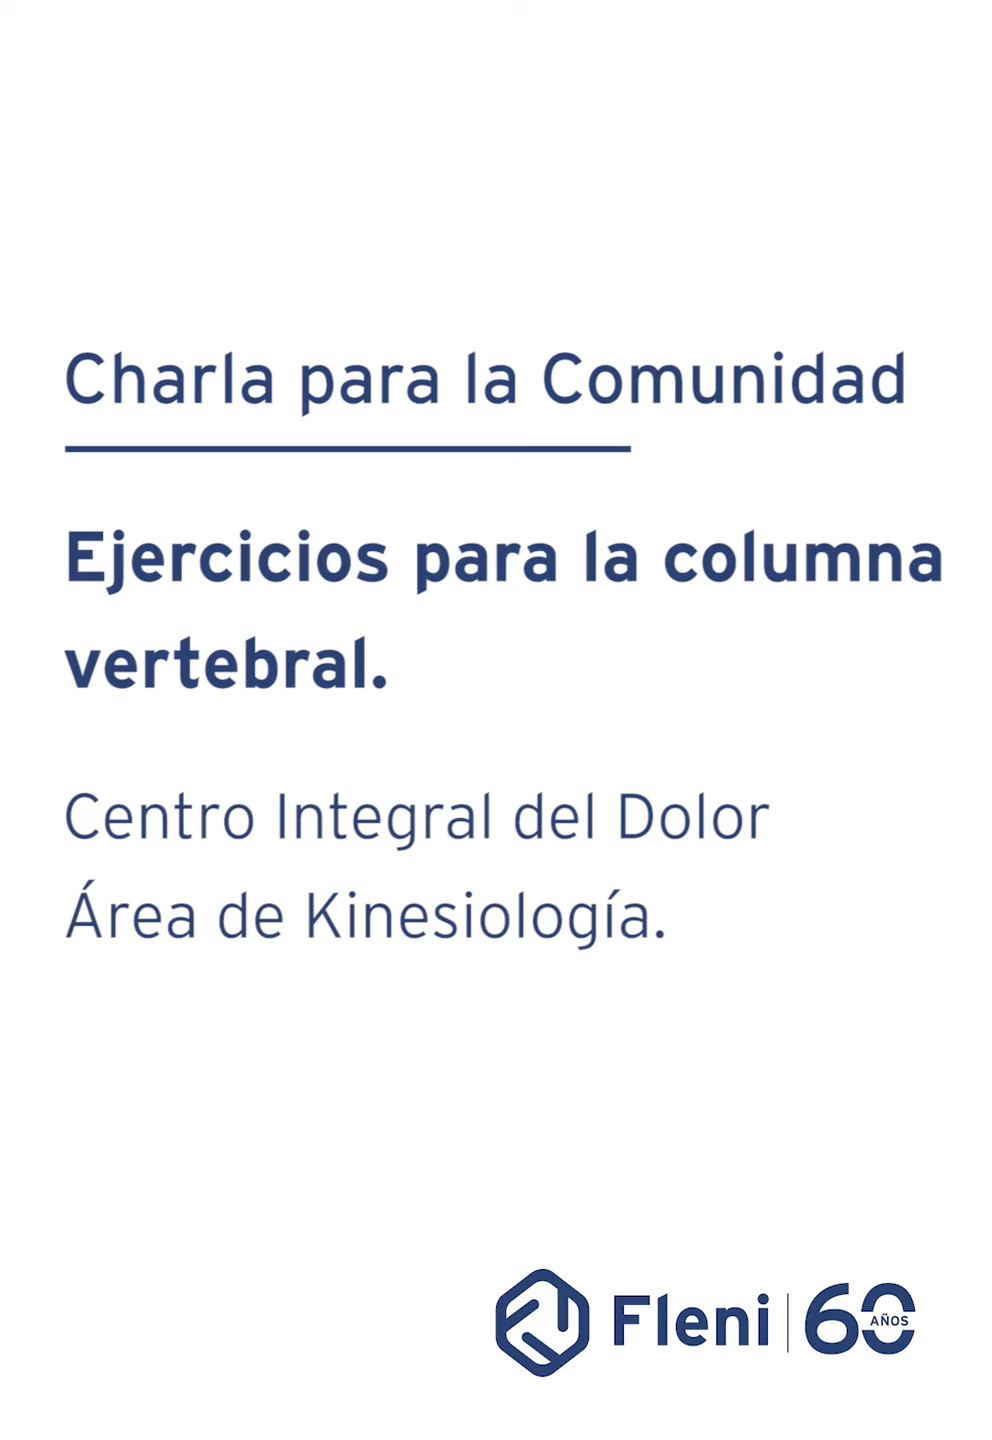 Charla para la Comunidad
Ejercicios para la columna
vertebral.
Centro Integral del Dolor
Área de Kinesiología.
Fleni 60
AÑOS